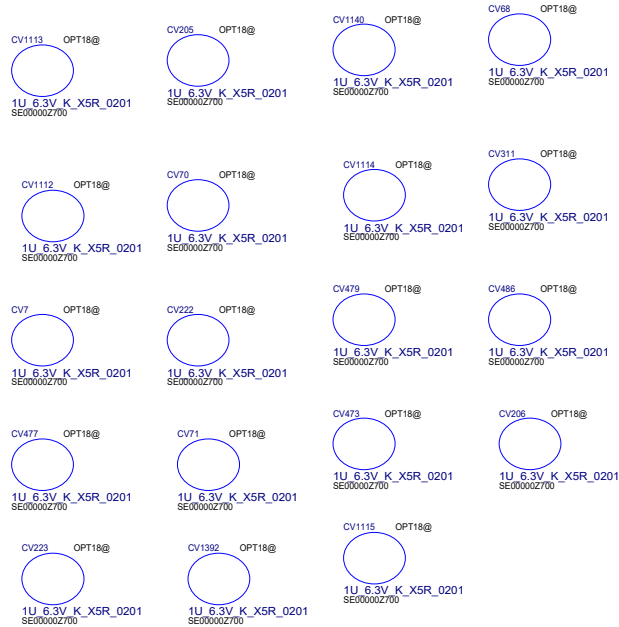 CV1113 OPT18@
1U_6.3V_K_X5R_0201
SE00000Z700
CV205 OPT18@
1U_6.3V_K_X5R_0201
SE00000Z700
CV1140 OPT18@
1U_6.3V_K_X5R_0201
SE00000Z700
CV68 OPT18@
1U_6.3V_K_X5R_0201
SE00000Z700
CV1112 OPT18@
1U_6.3V_K_X5R_0201
SE00000Z700
CV70 OPT18@
1U_6.3V_K_X5R_0201
SE00000Z700
CV1114 OPT18@
1U_6.3V_K_X5R_0201
SE00000Z700
CV311 OPT18@
1U_6.3V_K_X5R_0201
SE00000Z700
CV7 OPT18@
1U_6.3V_K_X5R_0201
SE00000Z700
CV222 OPT18@
1U_6.3V_K_X5R_0201
SE00000Z700
CV479 OPT18@
1U_6.3V_K_X5R_0201
SE00000Z700
CV486 OPT18@
1U_6.3V_K_X5R_0201
SE00000Z700
CV477 OPT18@
1U_6.3V_K_X5R_0201
SE00000Z700
CV71 OPT18@
1U_6.3V_K_X5R_0201
SE00000Z700
CV473 OPT18@
1U_6.3V_K_X5R_0201
SE00000Z700
CV206 OPT18@
1U_6.3V_K_X5R_0201
SE00000Z700
CV223 OPT18@
1U_6.3V_K_X5R_0201
SE00000Z700
CV1392 OPT18@
1U_6.3V_K_X5R_0201
SE00000Z700
CV1115 OPT18@
1U_6.3V_K_X5R_0201
SE00000Z700